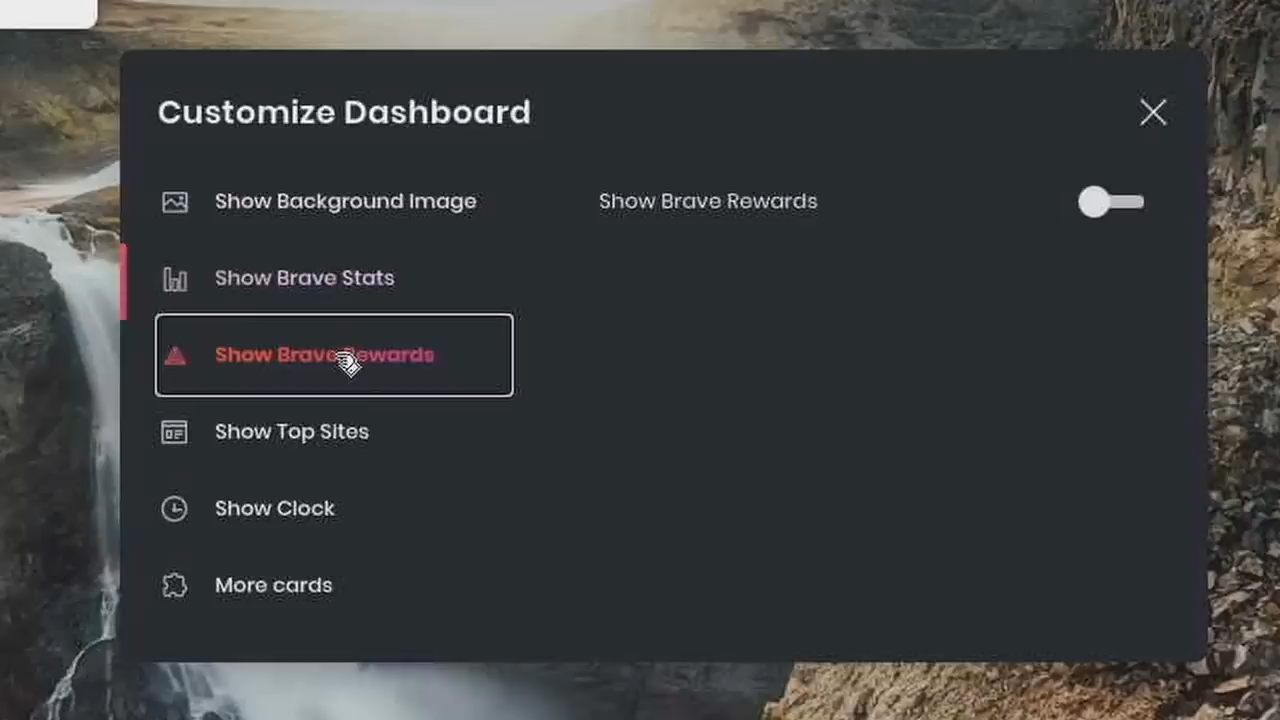 Customize Dashboard
Show Background Image
Show Brave Rewards
Show Brave Stats
Show Brave Rewards
Show Top Sites
Show Clock
More cards